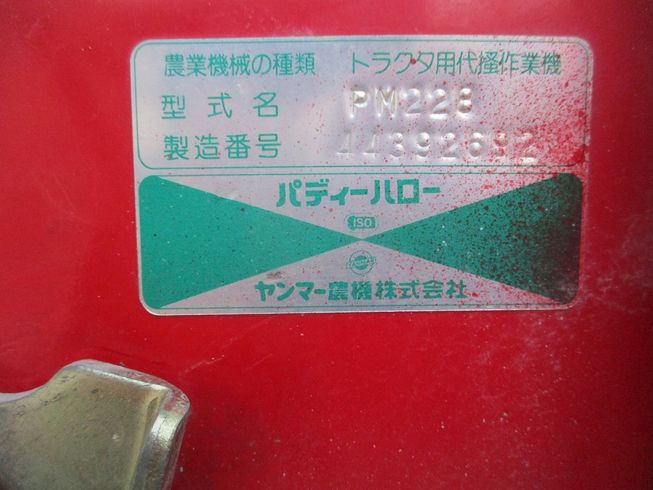 農業機械の種類 トラクタ用代掻作業機
型式名 PM228
製造番号 44392692
パディーハロー
ISO
ヤンマー農機株式会社